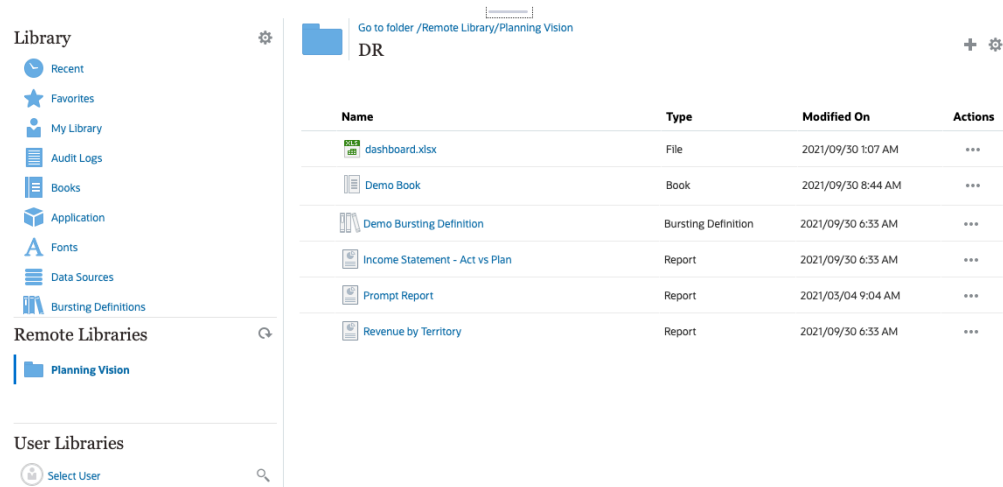 Library
Recent
Favorites
My Library
Audit Logs
Books
Application
Fonts
Data Sources
Bursting Definitions
Remote Libraries
Planning Vision
User Libraries
Select User
Go to folder /Remote Library/Planning Vision
DR
Name Type Modified On Actions
XLS dashboard.xlsx File 2021/09/30 1:07 AM
Demo Book Book 2021/09/30 8:44 AM
Demo Bursting Definition Bursting Definition 2021/09/30 6:33 AM
Income Statement - Act vs Plan Report 2021/09/30 6:33 AM
Prompt Report Report 2021/03/04 9:04 AM
Revenue by Territory Report 2021/09/30 6:33 AM